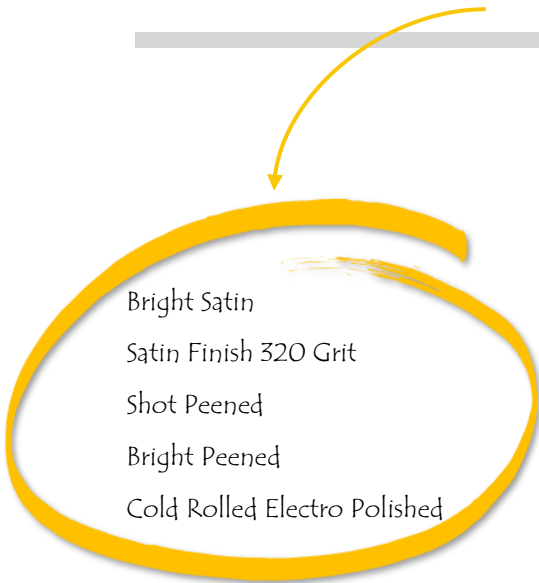 Bright Satin
Satin Finish 320 Grit
Shot Peened
Bright Peened
Cold Rolled Electro Polished